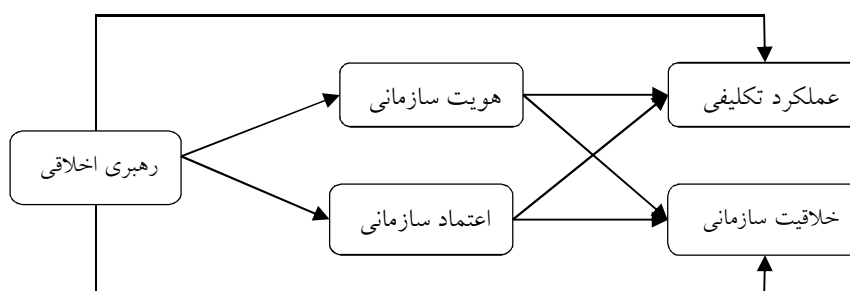 هویت سازمانی
عملکرد تکلیفی
رهبری اخلاقی
اعتماد سازمانی
خلاقیت سازمانی